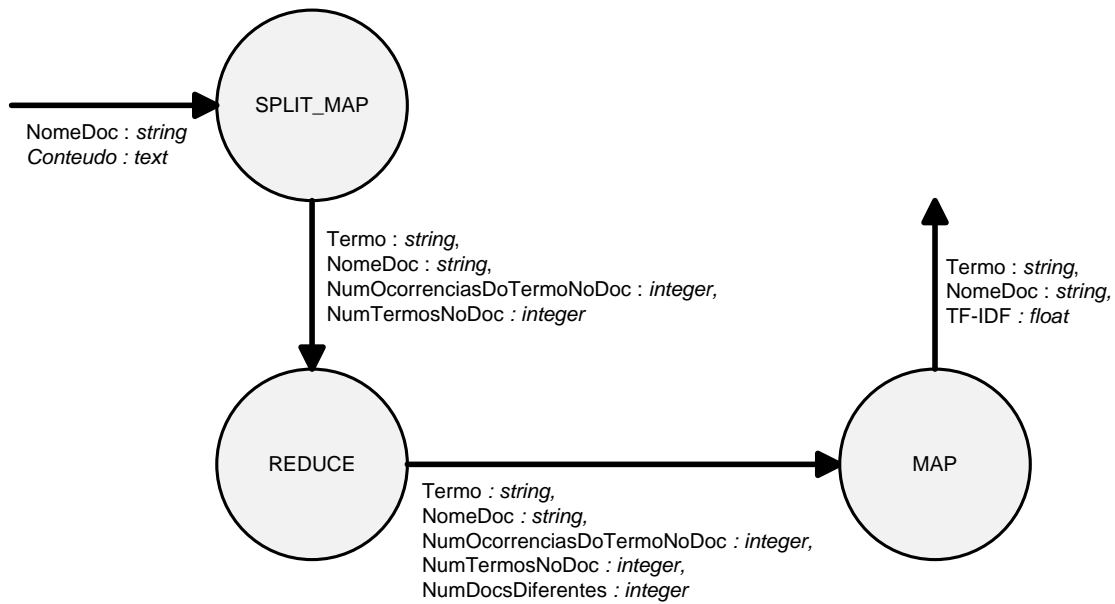 SPLIT_MAP
NomeDoc : string
Conteudo : text
Termo : string,
NomeDoc : string,
NumOcorrenciasDoTermoNoDoc : integer,
NumTermosNoDoc : integer
Termo : string,
NomeDoc : string,
TF-IDF : float
REDUCE
MAP
Termo : string,
NomeDoc : string,
NumOcorrenciasDoTermoNoDoc : integer,
NumTermosNoDoc : integer,
NumDocsDiferentes : integer